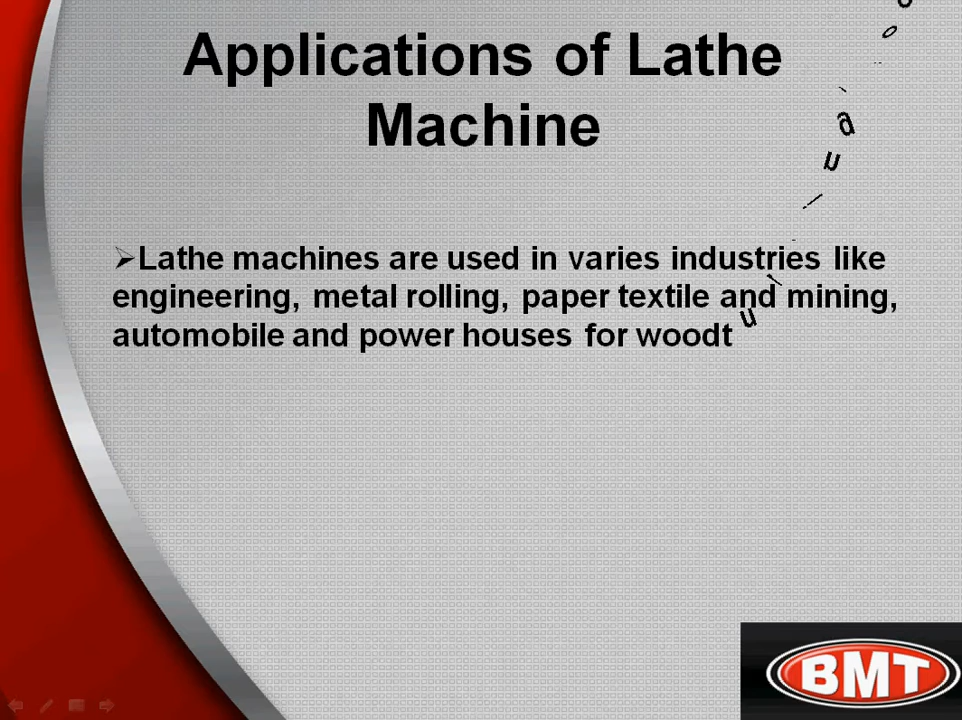 Applications of Lathe
Machine
➢Lathe machines are used in varies industries like
engineering, metal rolling, paper textile and mining,
automobile and power houses for woodt
BMT